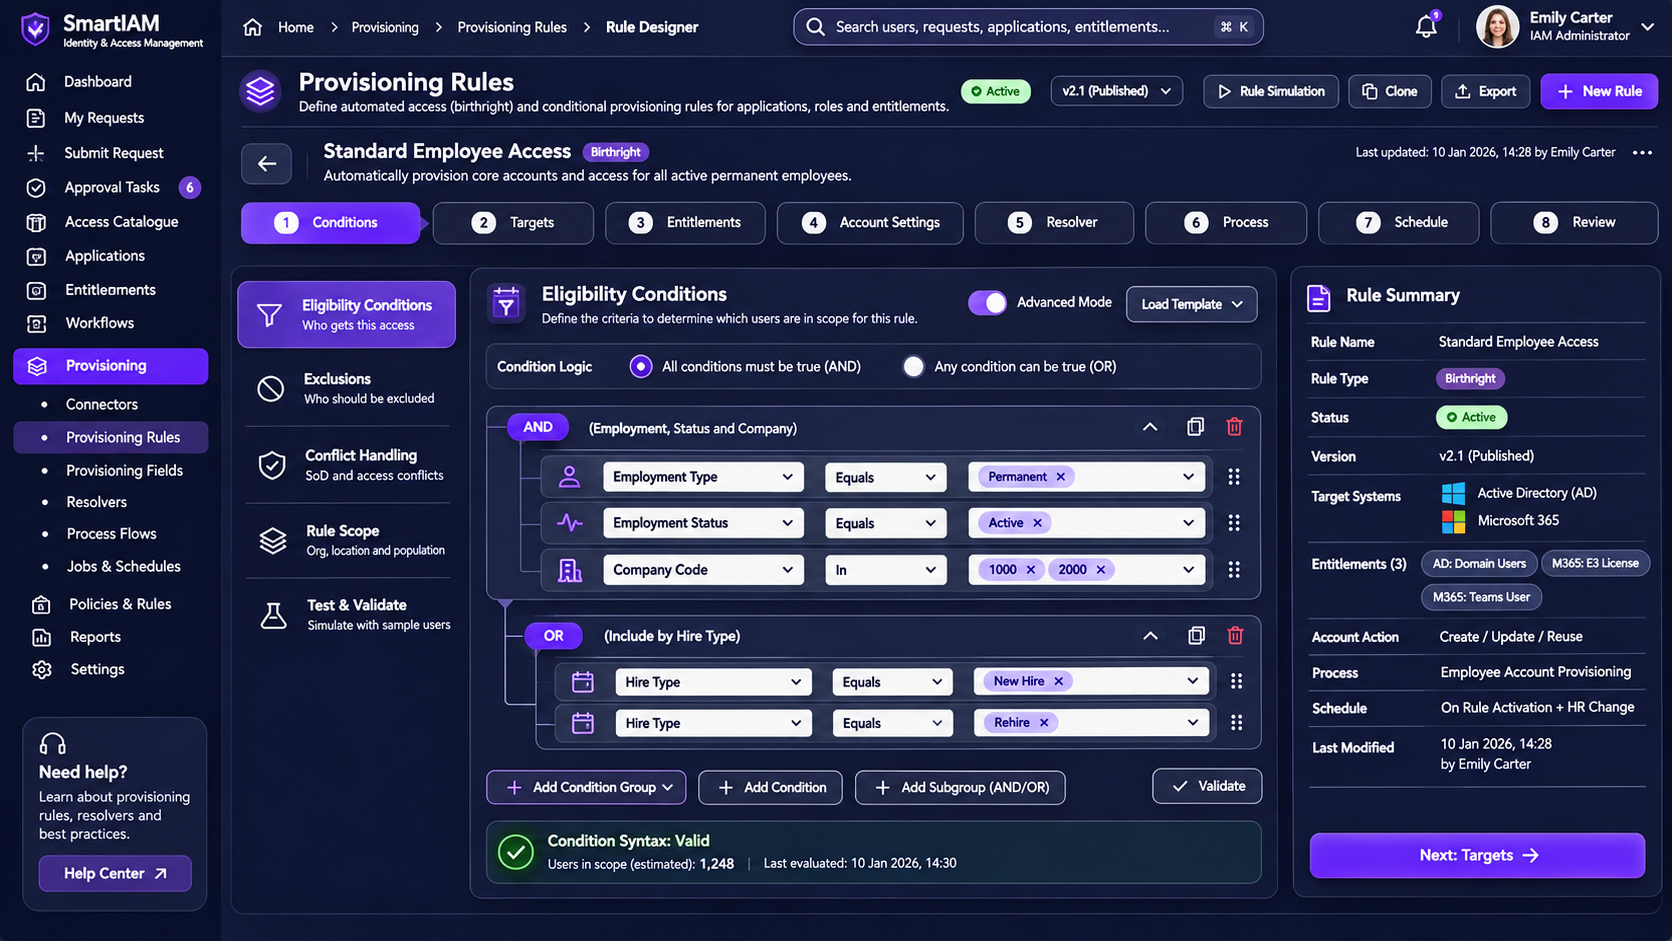 SmartIAM
Identity & Access Management
Home
Provisioning
Provisioning Rules
Rule Designer
Search users, requests, applications, entitlements...
⌘ K
Emily Carter
IAM Administrator
Dashboard
My Requests
Submit Request
Approval Tasks
6
Access Catalogue
Applications
Entitlements
Workflows
Provisioning
Connectors
Provisioning Rules
Provisioning Fields
Resolvers
Process Flows
Jobs & Schedules
Policies & Rules
Reports
Settings
Need help?
Learn about provisioning
rules, resolvers and
best practices.
Help Center
Provisioning Rules
Define automated access (birthright) and conditional provisioning rules for applications, roles and entitlements.
Active
v2.1 (Published)
Rule Simulation
Clone
Export
New Rule
Standard Employee Access
Birthright
Automatically provision core accounts and access for all active permanent employees.
Last updated: 10 Jan 2026, 14:28 by Emily Carter
1 Conditions
2 Targets
3 Entitlements
4 Account Settings
5 Resolver
6 Process
7 Schedule
8 Review
Eligibility Conditions
Who gets this access
Exclusions
Who should be excluded
Conflict Handling
SoD and access conflicts
Rule Scope
Org, location and population
Test & Validate
Simulate with sample users
Eligibility Conditions
Define the criteria to determine which users are in scope for this rule.
Advanced Mode
Load Template
Condition Logic
All conditions must be true (AND)
Any condition can be true (OR)
AND
(Employment, Status and Company)
Employment Type
Equals
Permanent ×
Employment Status
Equals
Active ×
Company Code
In
1000 ×
2000 ×
OR
(Include by Hire Type)
Hire Type
Equals
New Hire ×
Hire Type
Equals
Rehire ×
Add Condition Group
Add Condition
Add Subgroup (AND/OR)
Validate
Condition Syntax: Valid
Users in scope (estimated): 1,248 | Last evaluated: 10 Jan 2026, 14:30
Rule Summary
Rule Name
Standard Employee Access
Rule Type
Birthright
Status
Active
Version
v2.1 (Published)
Target Systems
Active Directory (AD)
Microsoft 365
Entitlements (3)
AD: Domain Users
M365: E3 License
M365: Teams User
Account Action
Create / Update / Reuse
Process
Employee Account Provisioning
Schedule
On Rule Activation + HR Change
Last Modified
10 Jan 2026, 14:28
by Emily Carter
Next: Targets